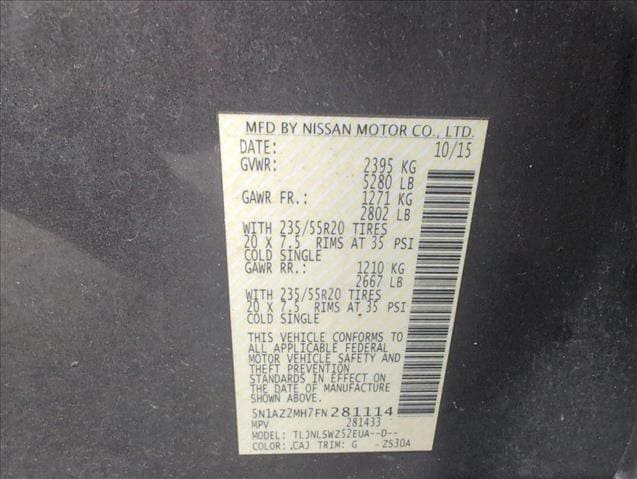 MFD BY NISSAN MOTOR CO., LTD.
DATE: 10/15
GVWR: 2395 KG
5280 LB
GAWR FR.: 1271 KG
2802 LB
WITH 235/55R20 TIRES
20 X 7.5 RIMS AT 35 PSI
COLD SINGLE
GAWR RR.: 1210 KG
2667 LB
WITH 235/55R20 TIRES
20 X 7.5 RIMS AT 35 PSI
COLD SINGLE
THIS VEHICLE CONFORMS TO
ALL APPLICABLE FEDERAL
MOTOR VEHICLE SAFETY AND
THEFT PREVENTION
STANDARDS IN EFFECT ON
THE DATE OF MANUFACTURE
SHOWN ABOVE.
5N1AZ2MH7FN281114
MPV 281433
MODEL: TLJNLSWZ52EUA--D--
COLOR: CAJ TRIM: G -ZS30A